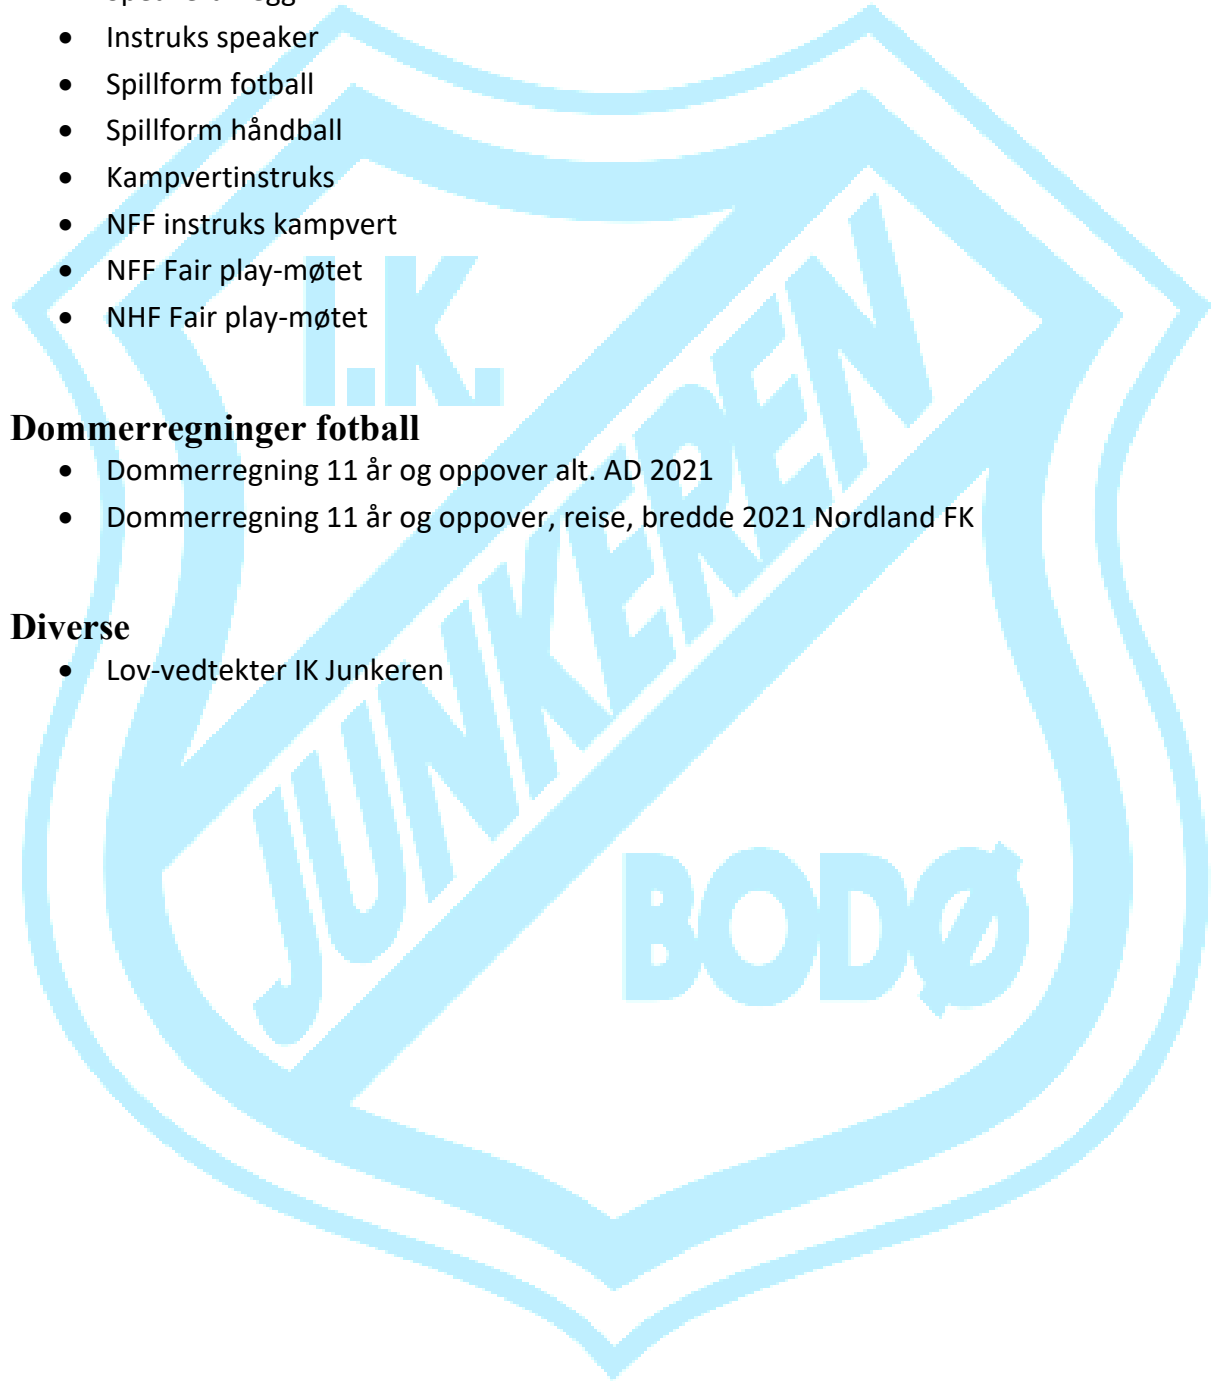 • Instruks speaker
• Spillform fotball
• Spillform håndball
• Kampvertinstruks
• NFF instruks kampvert
• NFF Fair play-møtet
• NHF Fair play-møtet
I.K.
JUNKEREN
BODØ
Dommerregninger fotball
• Dommerregning 11 år og oppover alt. AD 2021
• Dommerregning 11 år og oppover, reise, bredde 2021 Nordland FK
Diverse
• Lov-vedtekter IK Junkeren